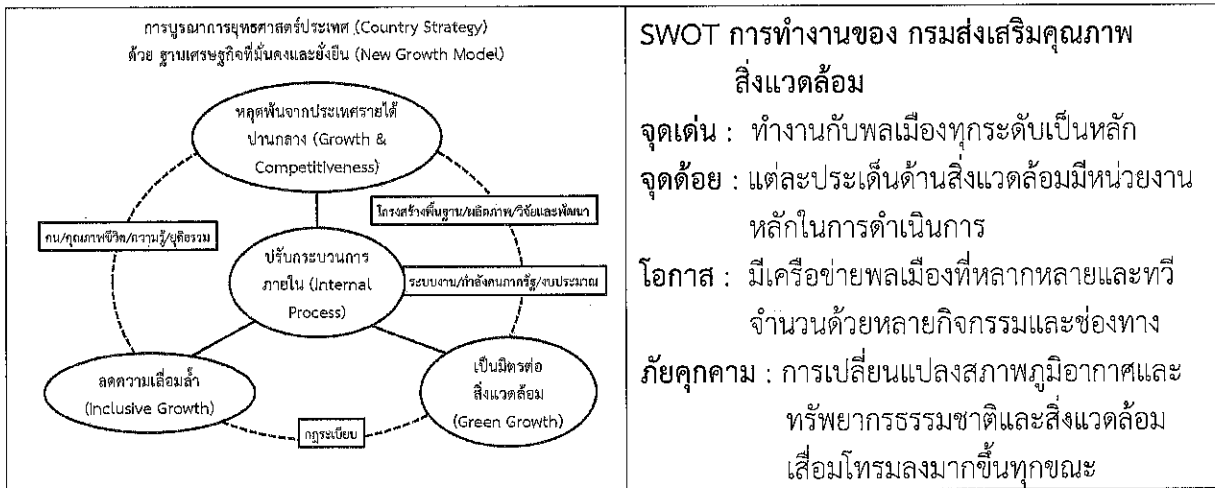 การบูรณาการยุทธศาสตร์ประเทศ (Country Strategy)
ด้วย ฐานเศรษฐกิจที่มั่นคงและยั่งยืน (New Growth Model)
หลุดพ้นจากประเทศรายได้
ปานกลาง (Growth &
Competitiveness)
โครงสร้างพื้นฐาน/ผลิตภาพ/วิจัยและพัฒนา
คน/คุณภาพชีวิต/ความรู้/ยุติธรรม
ปรับกระบวนการ
ภายใน (Internal
Process)
ระบบงาน/กำลังคนภาครัฐ/งบประมาณ
ลดความเลื่อมล้ำ
(Inclusive Growth)
เป็นมิตรต่อ
สิ่งแวดล้อม
(Green Growth)
กฎระเบียบ
SWOT การทำงานของ กรมส่งเสริมคุณภาพ
สิ่งแวดล้อม
จุดเด่น : ทำงานกับพลเมืองทุกระดับเป็นหลัก
จุดด้อย : แต่ละประเด็นด้านสิ่งแวดล้อมมีหน่วยงาน
หลักในการดำเนินการ
โอกาส : มีเครือข่ายพลเมืองที่หลากหลายและทวี
จำนวนด้วยหลายกิจกรรมและช่องทาง
ภัยคุกคาม : การเปลี่ยนแปลงสภาพภูมิอากาศและ
ทรัพยากรธรรมชาติและสิ่งแวดล้อม
เสื่อมโทรมลงมากขึ้นทุกขณะ